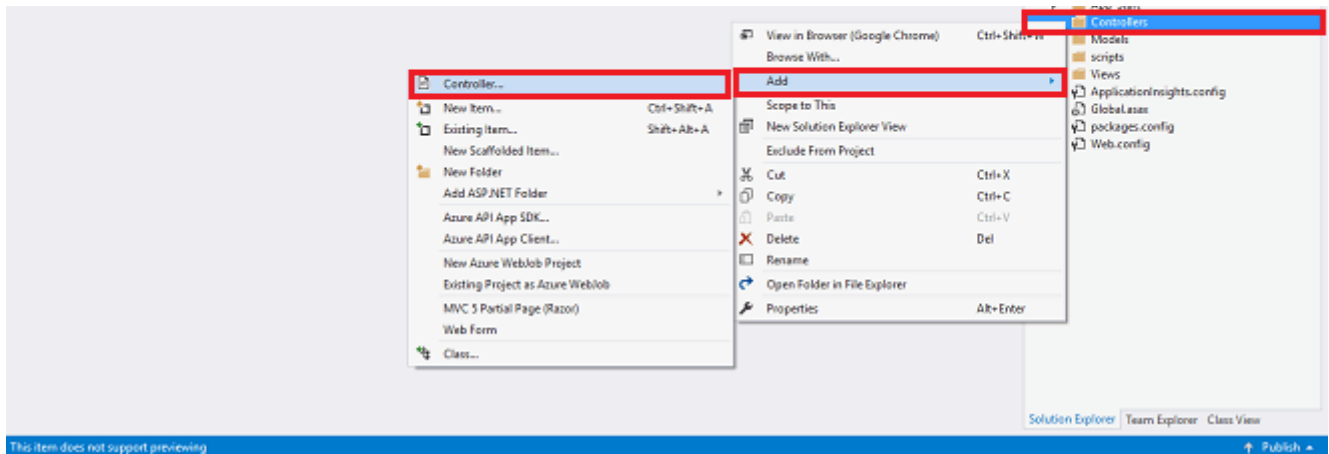 Controller...
New Item... Ctrl+Shift+A
Existing Item... Shift+Alt+A
New Scaffolded Item...
New Folder
Add ASP.NET Folder
Azure API App SDK...
Azure API App Client...
New Azure WebJob Project
Existing Project as Azure WebJob
MVC 5 Partial Page (Razor)
Web Form
Class...
View in Browser (Google Chrome)
Browse With...
Add
Scope to This
New Solution Explorer View
Exclude From Project
Cut Ctrl+X
Copy Ctrl+C
Paste Ctrl+V
Delete Del
Rename
Open Folder in File Explorer
Properties Alt+Enter
Controllers
Models
scripts
Views
ApplicationInsights.config
Global.asax
packages.config
Web.config
Solution Explorer Team Explorer Class View
This item does not support previewing
Publish